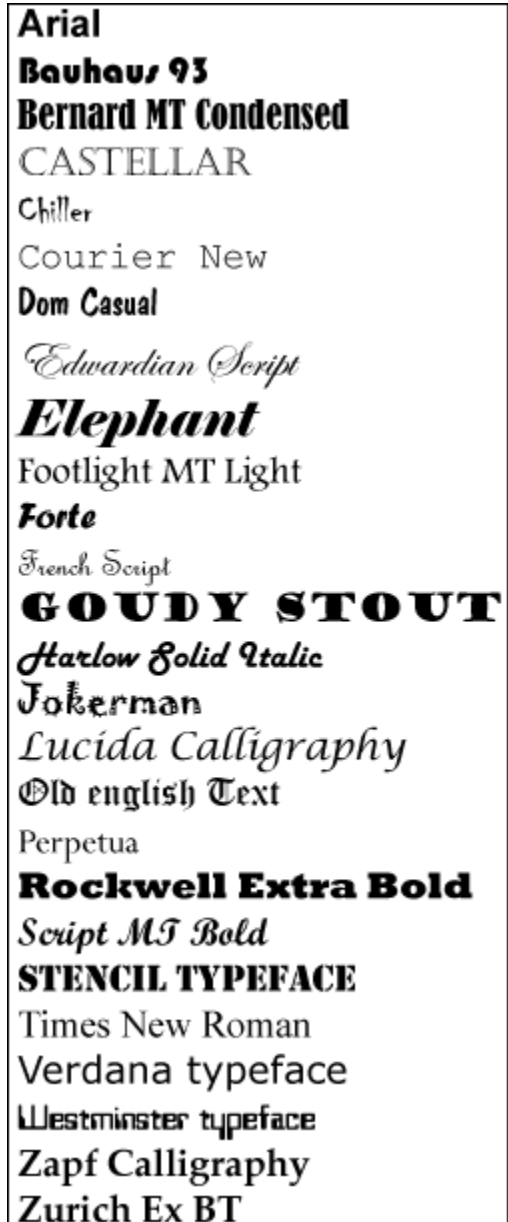 Arial
Bauhaus 93
Bernard MT Condensed
CASTELLAR
Chiller
Courier New
Dom Casual
Edwardian Script
Elephant
Footlight MT Light
Forte
French Script
GOUDY STOUT
Harlow Solid Italic
Jokerman
Lucida Calligraphy
Old english Text
Perpetua
Rockwell Extra Bold
Script MT Bold
STENCIL TYPEFACE
Times New Roman
Verdana typeface
Westminster typeface
Zapf Calligraphy
Zurich Ex BT